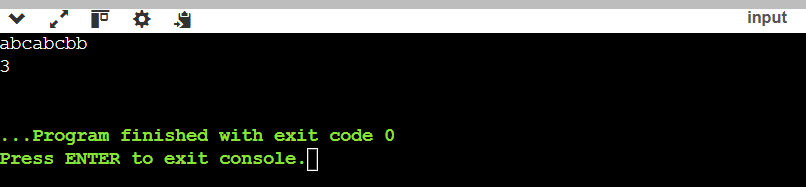 input
abcabcbb
3
...Program finished with exit code 0
Press ENTER to exit console.